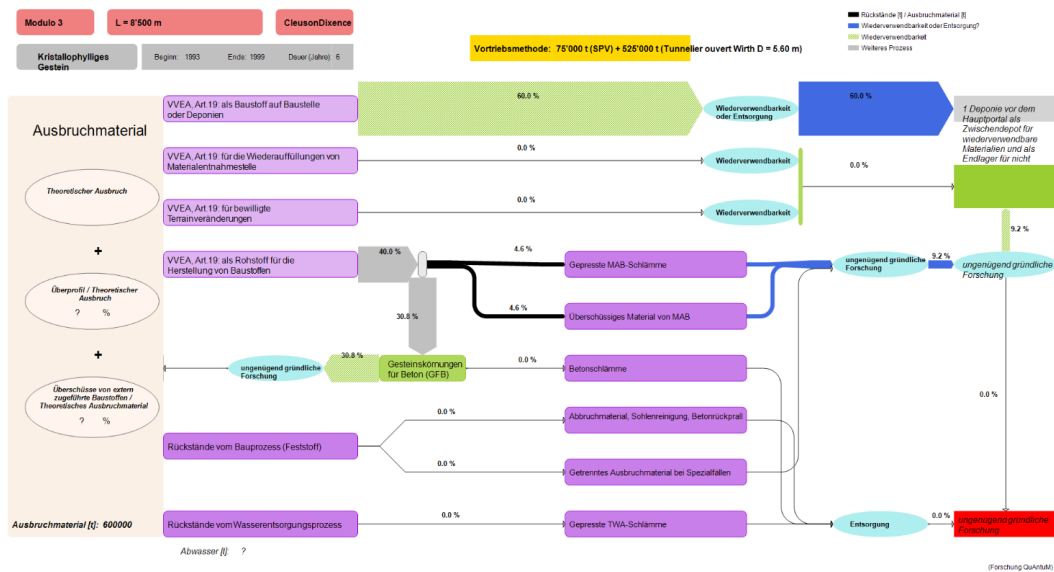 Modulo 3
L = 8'500 m
CleusonDixence
Rückstände [t] / Ausbruchmaterial [t]
Wiederverwendbarkeit oder Entsorgung?
Wiederverwendbarkeit
Weiteres Prozess
Kristallophylliges
Gestein
Beginn: 1993
Ende: 1999
Dauer (Jahre) 6
Vortriebsmethode: 75'000 t (SPV) + 525'000 t (Tunnelier ouvert Wirth D = 5.60 m)
Ausbruchmaterial
VVEA, Art.19: als Baustoff auf Baustelle
oder Deponien
60.0 %
Wiederverwendbarkeit
oder Entsorgung
60.0 %
1 Deponie vor dem
Hauptportal als
Zwischendepot für
wiederverwendbare
Materialien und als
Endlager für nicht
VVEA, Art.19: für die Wiederauffüllungen von
Materialentnahmestelle
0.0 %
Wiederverwendbarkeit
0.0 %
Theoretischer Ausbruch
VVEA, Art.19: für bewilligte
Terrainveränderungen
0.0 %
Wiederverwendbarkeit
9.2 %
+
VVEA, Art.19: als Rohstoff für die
Herstellung von Baustoffen
40.0 %
4.6 %
Gepresste MAB-Schlämme
ungenügend gründliche
Forschung
9.2 %
ungenügend gründliche
Forschung
Überprofil / Theoretischer
Ausbruch
? %
30.8 %
4.6 %
Überschüssiges Material von MAB
+
ungenügend gründliche
Forschung
30.8 %
Gesteinskörnungen
für Beton (GFB)
0.0 %
Betonschlämme
Überschüsse von extern
zugeführte Baustoffen /
Theoretisches Ausbruchmaterial
? %
0.0 %
0.0 %
Abbruchmaterial, Sohlenreinigung, Betonrückprall
Rückstände vom Bauprozess (Feststoff)
0.0 %
Getrenntes Ausbruchmaterial bei Spezialfällen
Ausbruchmaterial [t]: 600000
Rückstände vom Wasserentsorgungsprozess
0.0 %
Gepresste TWA-Schlämme
Entsorgung
0.0 %
ungenügend gründliche
Forschung
Abwasser [t]: ?
(Forschung QuAntuM)